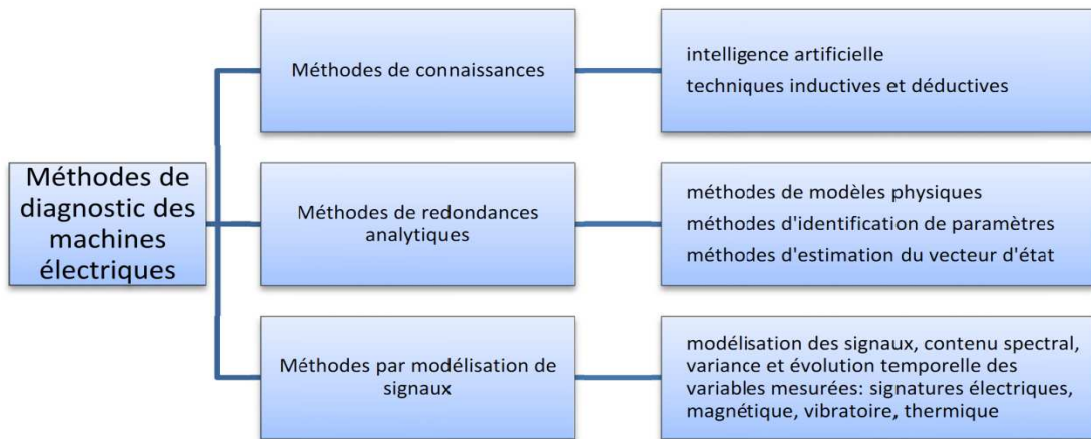 Méthodes de connaissances
intelligence artificielle
techniques inductives et déductives
Méthodes de
diagnostic des
machines
électriques
Méthodes de redondances
analytiques
méthodes de modèles physiques
méthodes d'identification de paramètres
méthodes d'estimation du vecteur d'état
Méthodes par modélisation de
signaux
modélisation des signaux, contenu spectral,
variance et évolution temporelle des
variables mesurées: signatures électriques,
magnétique, vibratoire, thermique